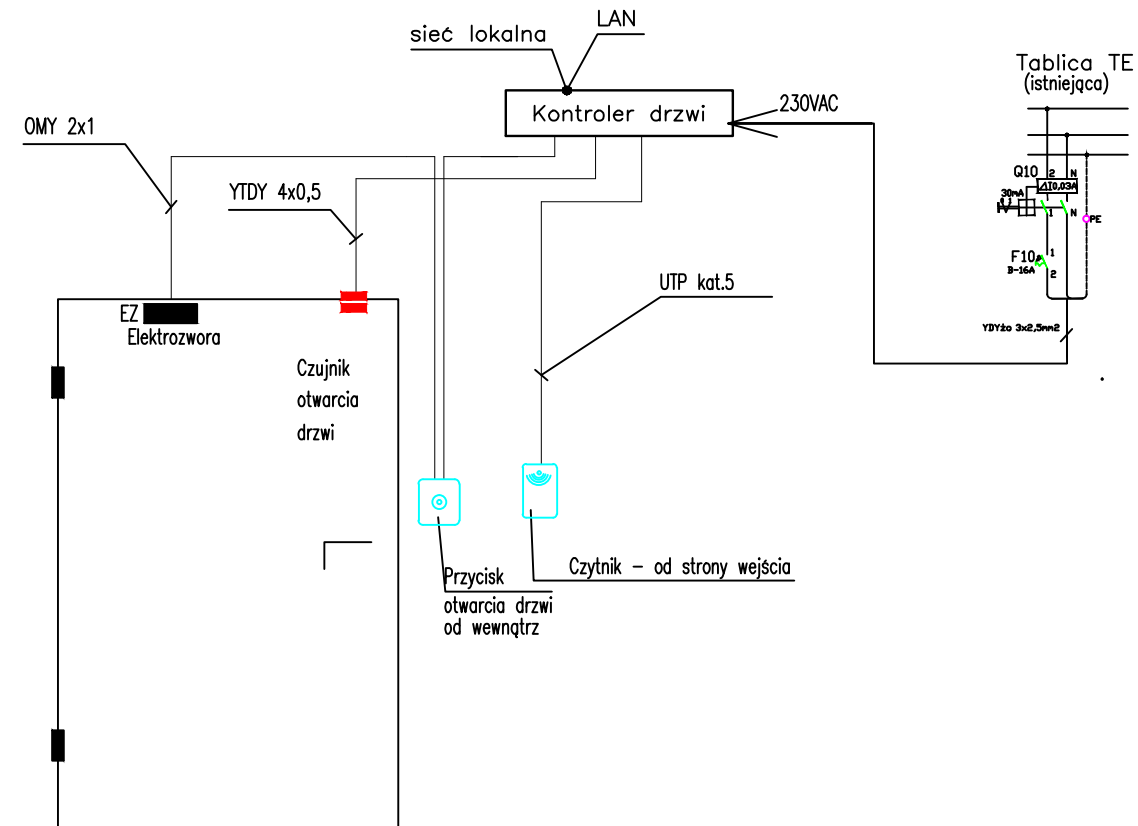 sieć lokalna
LAN
Tablica TE
(istniejąca)
OMY 2x1
Kontroler drzwi
230VAC
YTDY 4x0,5
Q10
2 N
ΔI0,03A
30mA
1 N
PE
F10
1
B-16A
2
UTP kat.5
EZ
Elektrozwora
YDYżo 3x2,5mm2
Czujnik
otwarcia
drzwi
Przycisk
otwarcia drzwi
od wewnątrz
Czytnik – od strony wejścia